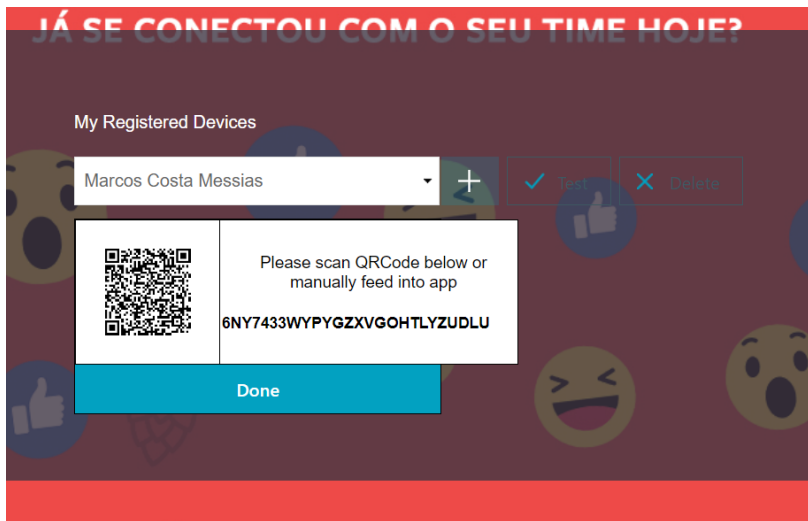 JÁ SE CONECTOU COM O SEU TIME HOJE?
My Registered Devices
Marcos Costa Messias
Test
Delete
Please scan QRCode below or
manually feed into app
6NY7433WYPYGZXVGOHTLYZUDLU
Done